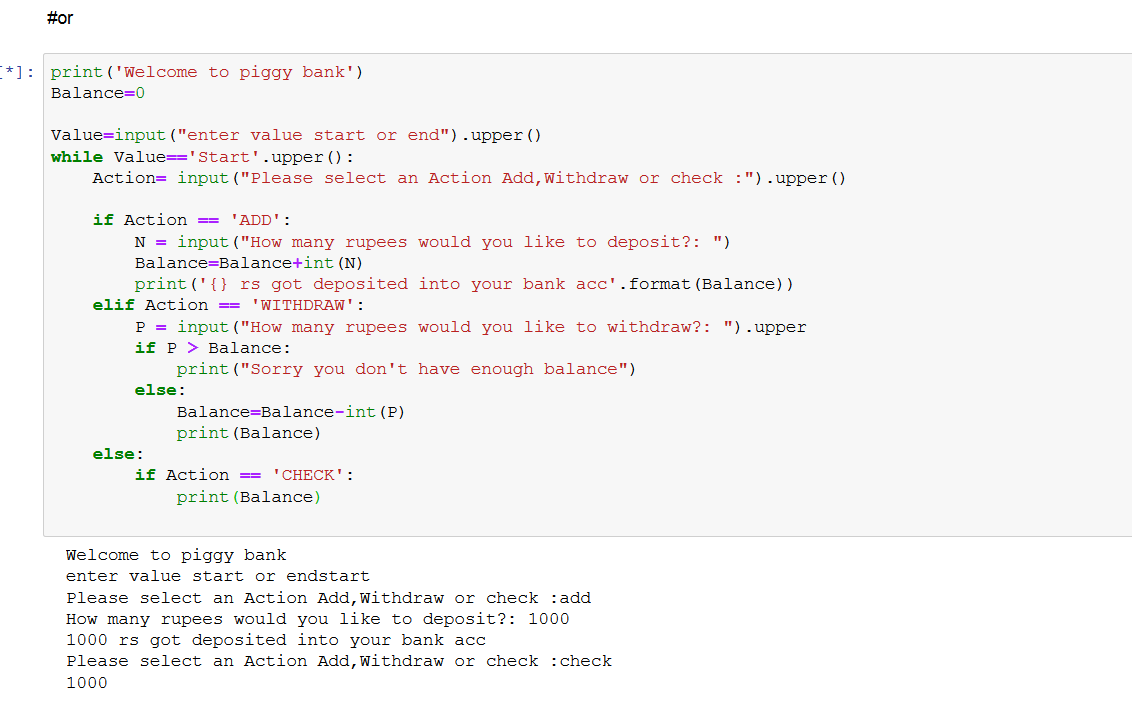 #or
[*]: print('Welcome to piggy bank')
Balance=0
Value=input("enter value start or end").upper()
while Value=='Start'.upper():
    Action= input("Please select an Action Add,Withdraw or check :").upper()
    if Action == 'ADD':
        N = input("How many rupees would you like to deposit?: ")
        Balance=Balance+int(N)
        print('{} rs got deposited into your bank acc'.format(Balance))
    elif Action == 'WITHDRAW':
        P = input("How many rupees would you like to withdraw?: ").upper
        if P > Balance:
            print("Sorry you don't have enough balance")
        else:
            Balance=Balance-int(P)
            print(Balance)
    else:
        if Action == 'CHECK':
            print(Balance)
Welcome to piggy bank
enter value start or endstart
Please select an Action Add,Withdraw or check :add
How many rupees would you like to deposit?: 1000
1000 rs got deposited into your bank acc
Please select an Action Add,Withdraw or check :check
1000